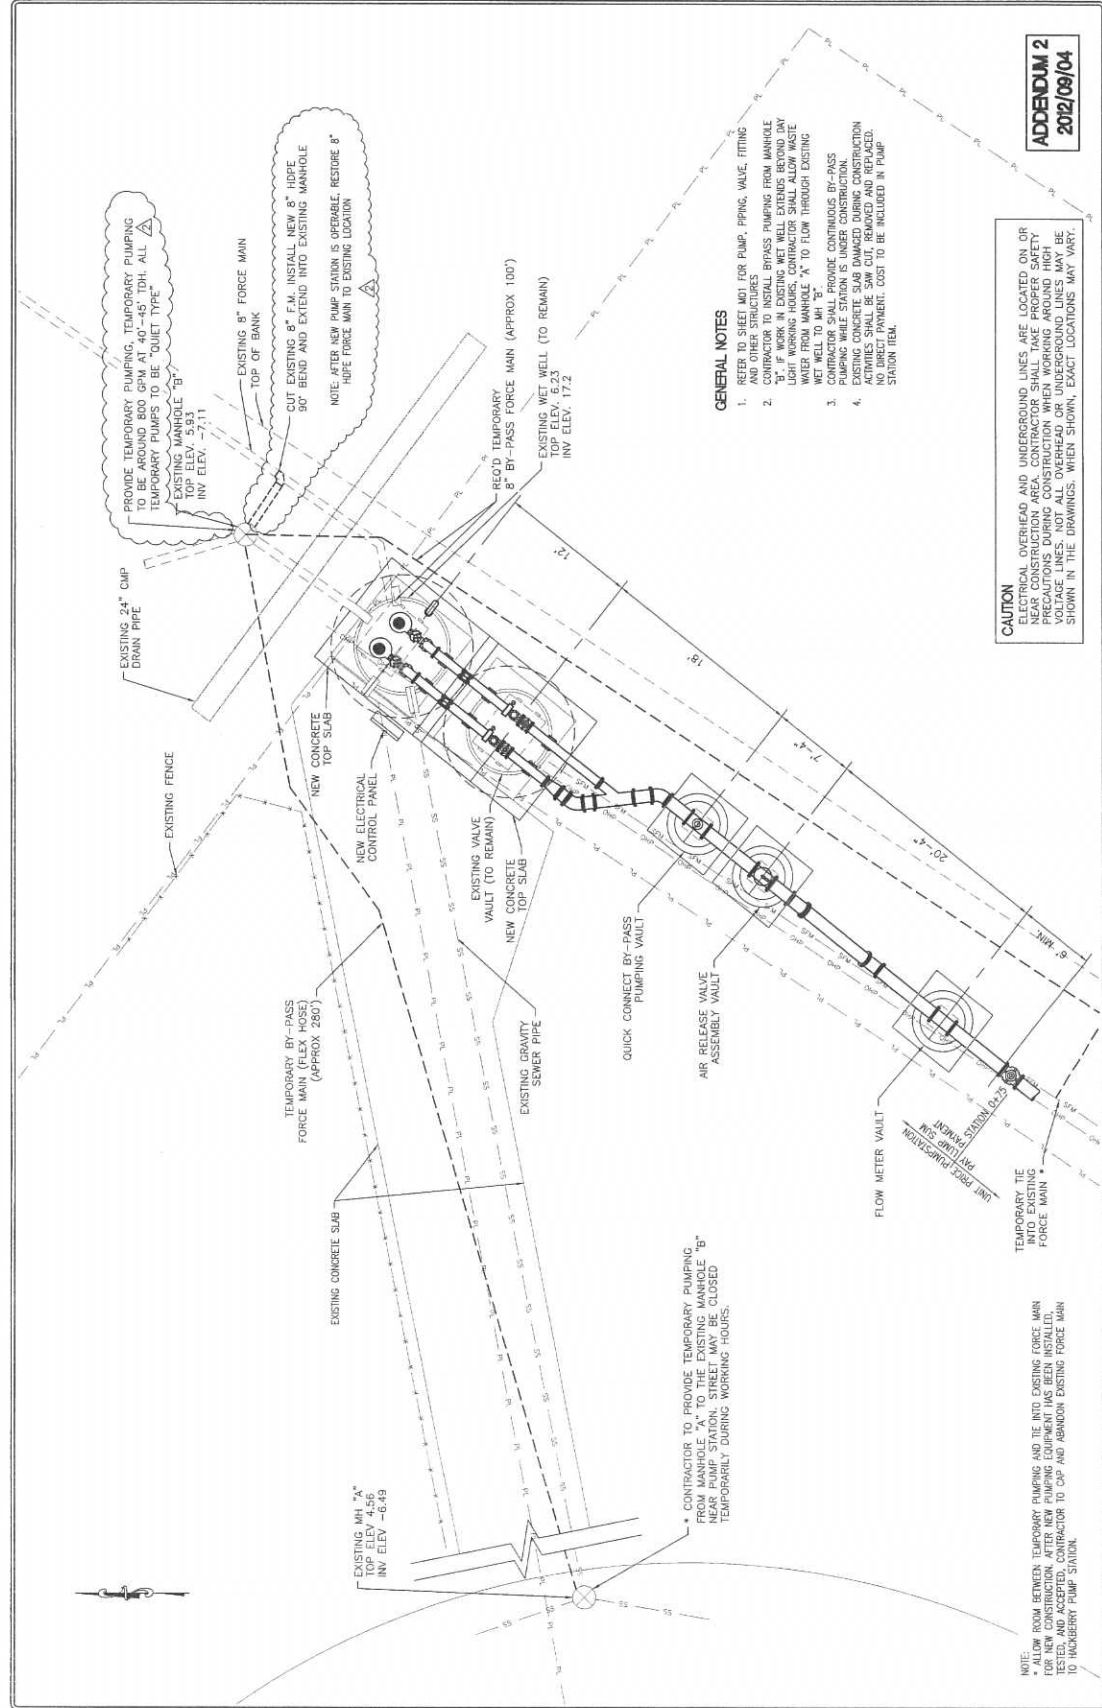 PROVIDE TEMPORARY PUMPING, TEMPORARY PUMPING
TO BE AROUND 800 GPM AT 40'-45' TDH. ALL
TEMPORARY PUMPS TO BE "QUIET TYPE"
2
EXISTING MANHOLE "B"
TOP ELEV. 5.93
INV ELEV. -7.11
EXISTING 8" FORCE MAIN
TOP OF BANK
CUT EXISTING 8" F.M. INSTALL NEW 8" HDPE
90° BEND AND EXTEND INTO EXISTING MANHOLE
NOTE: AFTER NEW PUMP STATION IS OPERABLE, RESTORE 8"
HDPE FORCE MAIN TO EXISTING LOCATION
2
EXISTING 24" CMP
DRAIN PIPE
EXISTING FENCE
NEW CONCRETE
TOP SLAB
NEW ELECTRICAL
CONTROL PANEL
EXISTING VALVE
VAULT (TO REMAIN)
NEW CONCRETE
TOP SLAB
REQ'D TEMPORARY
8" BY-PASS FORCE MAIN (APPROX 100')
EXISTING WET WELL (TO REMAIN)
TOP ELEV. 6.23
INV ELEV. 17.2
12'
18'
7'-4"
20'-4"
6'-MIN.
TEMPORARY BY-PASS
FORCE MAIN (FLEX HOSE)
(APPROX 280')
EXISTING CONCRETE SLAB
EXISTING GRAVITY
SEWER PIPE
QUICK CONNECT BY-PASS
PUMPING VAULT
AIR RELEASE VALVE
ASSEMBLY VAULT
FLOW METER VAULT
UNIT PRICE PUMPSTATION
PAY LUMP SUM
PAYMENT
STATION 0+75
TEMPORARY TIE
INTO EXISTING
FORCE MAIN *
EXISTING MH "A"
TOP ELEV 4.56
INV ELEV -6.49
* CONTRACTOR TO PROVIDE TEMPORARY PUMPING
FROM MANHOLE "A" TO THE EXISTING MANHOLE "B"
NEAR PUMP STATION. STREET MAY BE CLOSED
TEMPORARILY DURING WORKING HOURS.
NOTE:
* ALLOW ROOM BETWEEN TEMPORARY PUMPING AND TIE INTO EXISTING FORCE MAIN
FOR NEW CONSTRUCTION. AFTER NEW PUMPING EQUIPMENT HAS BEEN INSTALLED,
TESTED, AND ACCEPTED, CONTRACTOR TO CAP AND ABANDON EXISTING FORCE MAIN
TO HACKBERRY PUMP STATION.
GENERAL NOTES
1. REFER TO SHEET M01 FOR PUMP, PIPING, VALVE, FITTING
AND OTHER STRUCTURES
2. CONTRACTOR TO INSTALL BYPASS PUMPING FROM MANHOLE
"B". IF WORK IN EXISTING WET WELL EXTENDS BEYOND DAY
LIGHT WORKING HOURS, CONTRACTOR SHALL ALLOW WASTE
WATER FROM MANHOLE "A" TO FLOW THROUGH EXISTING
WET WELL TO MH "B".
3. CONTRACTOR SHALL PROVIDE CONTINUOUS BY-PASS
PUMPING WHILE STATION IS UNDER CONSTRUCTION.
4. EXISTING CONCRETE SLAB DAMAGED DURING CONSTRUCTION
ACTIVITIES SHALL BE SAW CUT, REMOVED AND REPLACED.
NO DIRECT PAYMENT. COST TO BE INCLUDED IN PUMP
STATION ITEM.
CAUTION
ELECTRICAL OVERHEAD AND UNDERGROUND LINES ARE LOCATED ON OR
NEAR CONSTRUCTION AREA. CONTRACTOR SHALL TAKE PROPER SAFETY
PRECAUTIONS DURING CONSTRUCTION WHEN WORKING AROUND HIGH
VOLTAGE LINES. NOT ALL OVERHEAD OR UNDERGROUND LINES MAY BE
SHOWN IN THE DRAWINGS. WHEN SHOWN, EXACT LOCATIONS MAY VARY.
ADDENDUM 2
2012/09/04